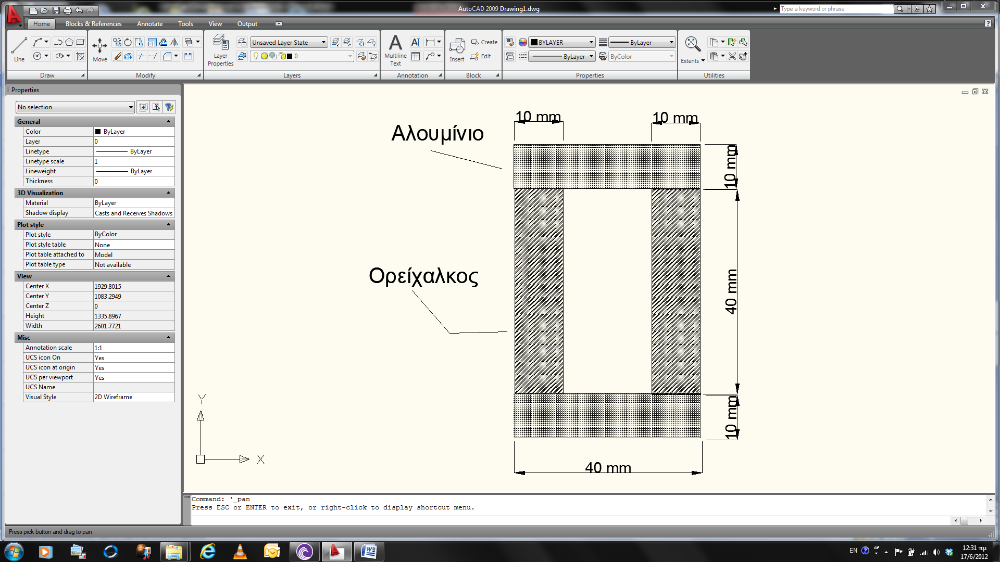 AutoCAD 2009 Drawing1.dwg
Type a keyword or phrase
Home Blocks & References Annotate Tools View Output
Line
Move
Layer Properties
Unsaved Layer State
0
Multiline Text
Insert
Create
Edit
BYLAYER
ByLayer
ByLayer
ByColor
Extents
Draw Modify Layers Annotation Block Properties Utilities
Properties
No selection
General
Color ByLayer
Layer 0
Linetype ByLayer
Linetype scale 1
Lineweight ByLayer
Thickness 0
3D Visualization
Material ByLayer
Shadow display Casts and Receives Shadows
Plot style
Plot style ByColor
Plot style table None
Plot table attached to Model
Plot table type Not available
View
Center X 1929.8015
Center Y 1083.2949
Center Z 0
Height 1335.8967
Width 2601.7721
Misc
Annotation scale 1:1
UCS icon On Yes
UCS icon at origin Yes
UCS per viewport Yes
UCS Name
Visual Style 2D Wireframe
10 mm 10 mm
Αλουμίνιο
10 mm
Ορείχαλκος
40 mm
10 mm
40 mm
Y
X
Command: '_pan
Press ESC or ENTER to exit, or right-click to display shortcut menu.
Press pick button and drag to pan.
EN
12:31 πμ
17/6/2012